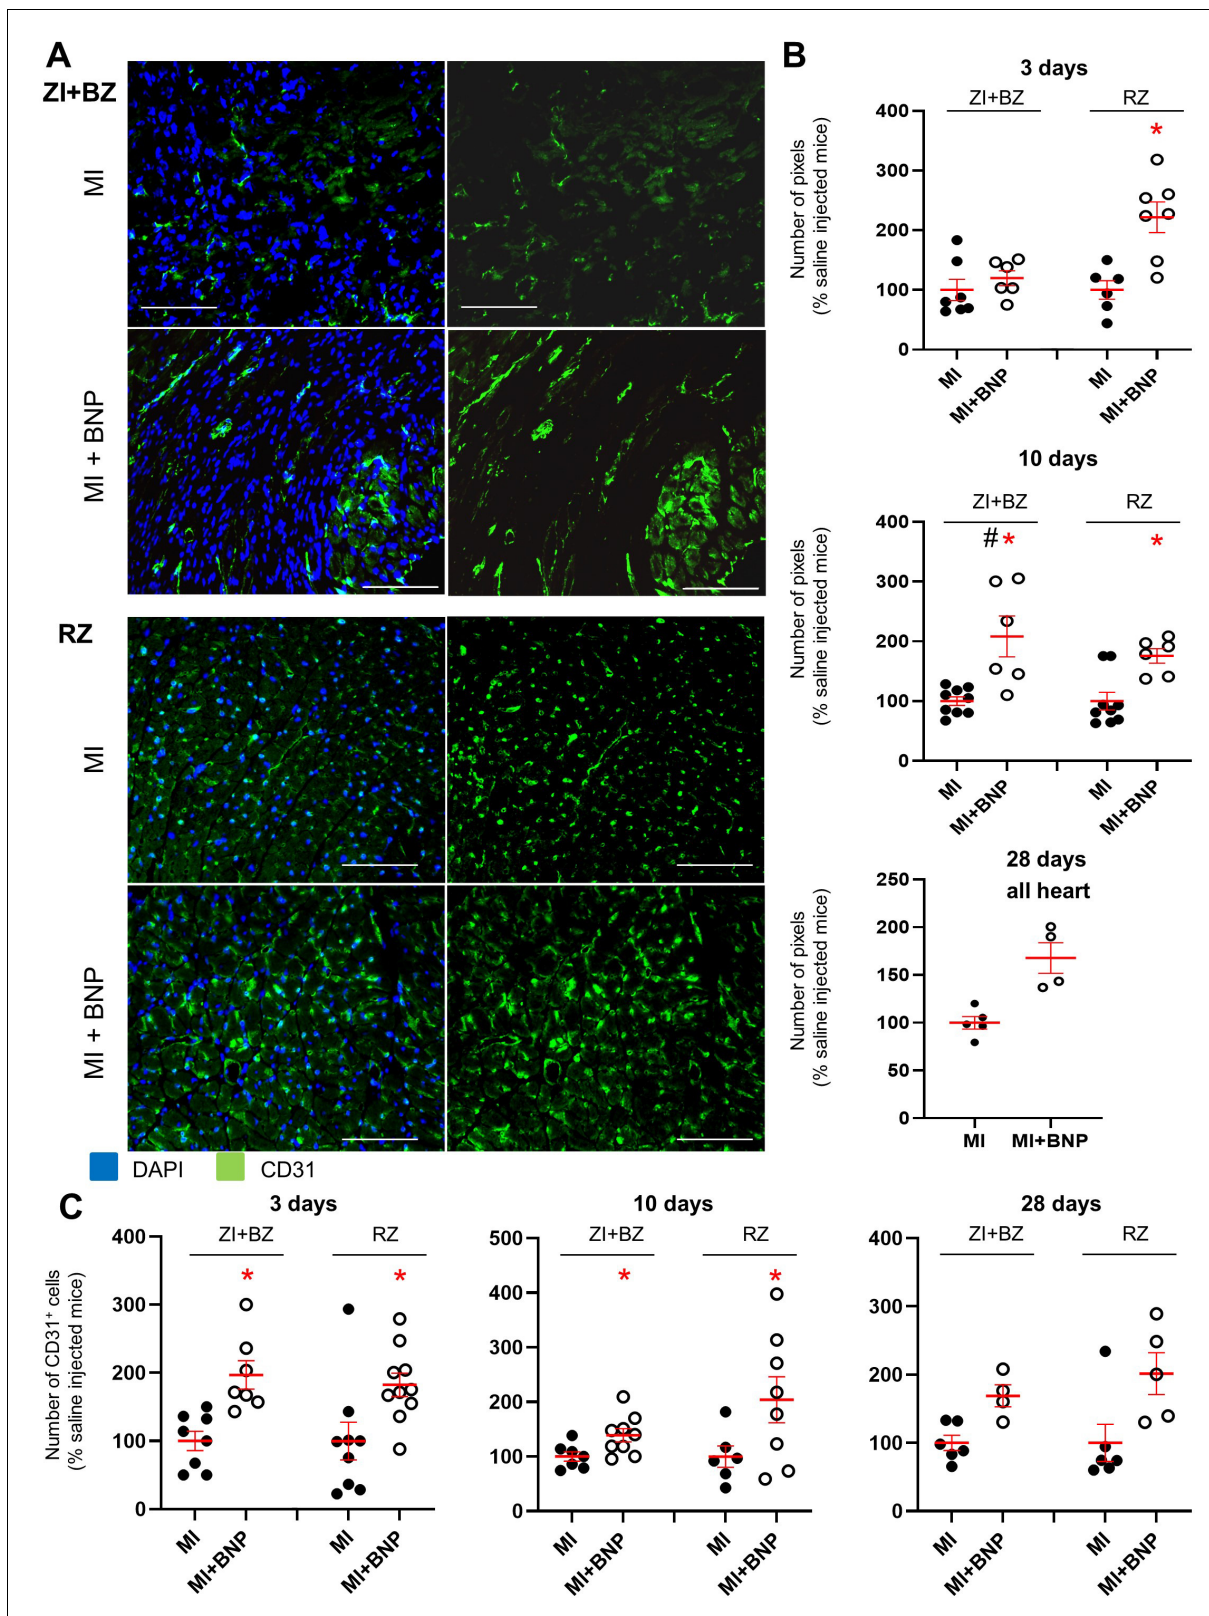 A
ZI+BZ
MI
MI + BNP
RZ
MI
MI + BNP
DAPI
CD31
B
3 days
ZI+BZ
RZ
Number of pixels
(% saline injected mice)
400
300
200
100
0
*
MI
MI+BNP
MI
MI+BNP
10 days
ZI+BZ
RZ
Number of pixels
(% saline injected mice)
400
300
200
100
0
# *
*
MI
MI+BNP
MI
MI+BNP
28 days
all heart
Number of pixels
(% saline injected mice)
250
200
150
100
50
0
MI
MI+BNP
C
3 days
ZI+BZ
RZ
Number of CD31⁺ cells
(% saline injected mice)
400
300
200
100
0
*
*
MI
MI+BNP
MI
MI+BNP
10 days
ZI+BZ
RZ
500
400
300
200
100
0
*
*
MI
MI+BNP
MI
MI+BNP
28 days
ZI+BZ
RZ
400
300
200
100
0
MI
MI+BNP
MI
MI+BNP